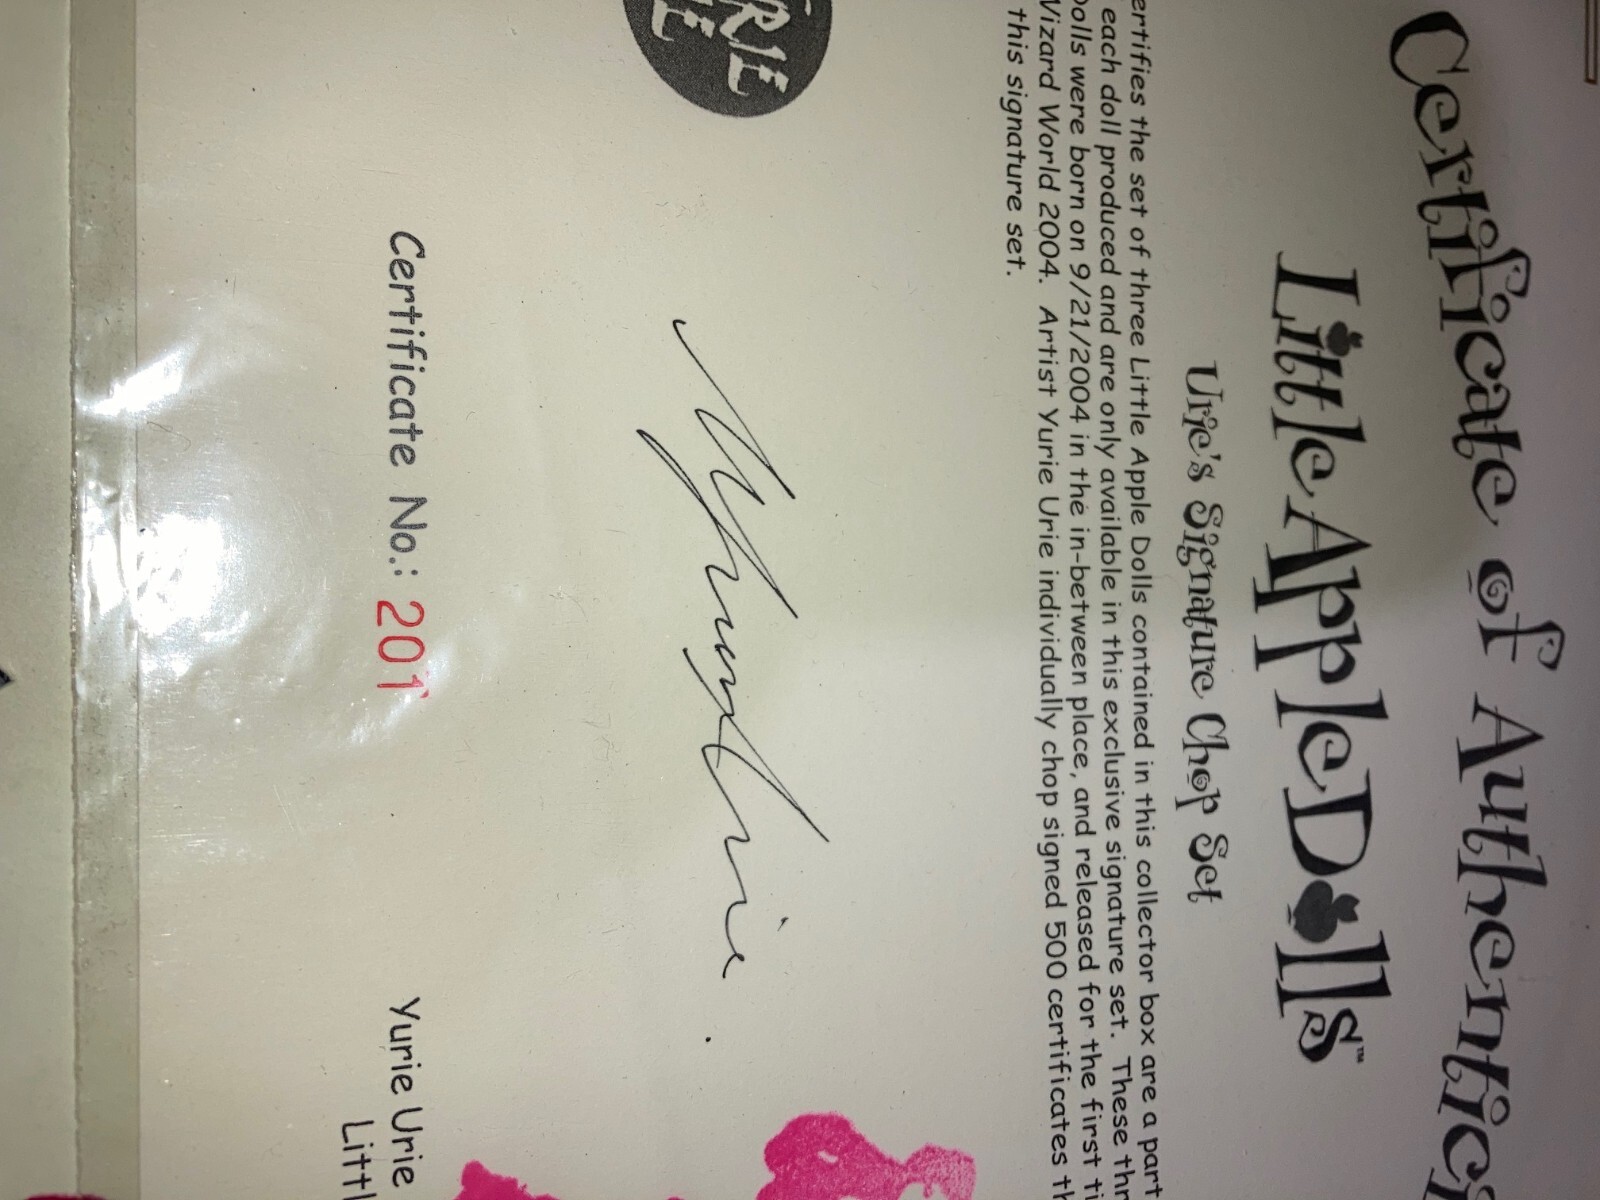 Certificate of Authentic
Little Apple Dolls™
Urie's Signature Chop Set
ertifies the set of three Little Apple Dolls contained in this collector box are a part
each doll produced and are only available in this exclusive signature set. These thr
Dolls were born on 9/21/2004 in the in-between place, and released for the first ti
Wizard World 2004. Artist Yurie Urie individually chop signed 500 certificates th
this signature set.
RIE
IE
Certificate No.: 201
Yurie Urie
Littl